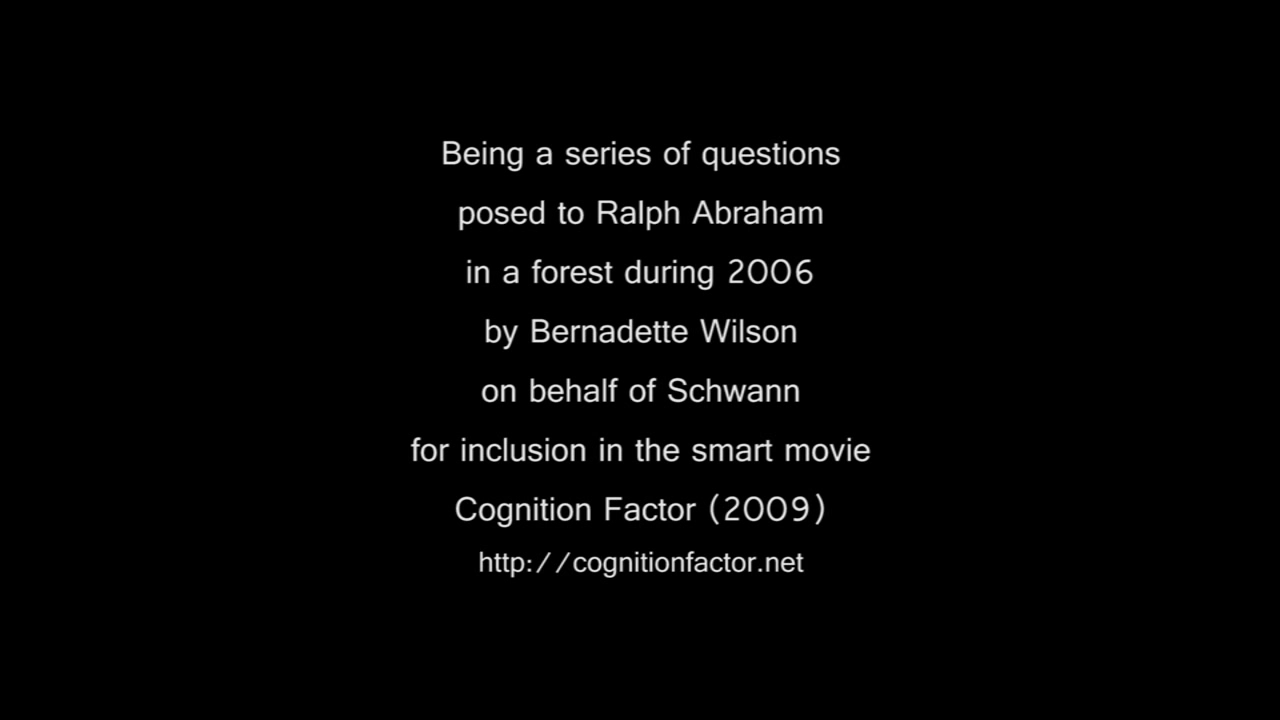 Being a series of questions
posed to Ralph Abraham
in a forest during 2006
by Bernadette Wilson
on behalf of Schwann
for inclusion in the smart movie
Cognition Factor (2009)
http://cognitionfactor.net